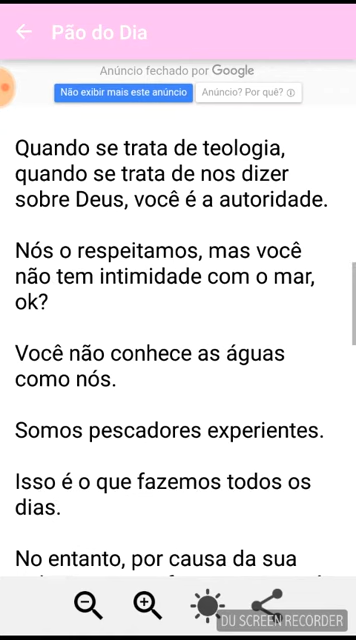 Pão do Dia
Anúncio fechado por Google
Não exibir mais este anúncio
Anúncio? Por quê?
Quando se trata de teologia,
quando se trata de nos dizer
sobre Deus, você é a autoridade.
Nós o respeitamos, mas você
não tem intimidade com o mar,
ok?
Você não conhece as águas
como nós.
Somos pescadores experientes.
Isso é o que fazemos todos os
dias.
No entanto, por causa da sua
DU SCREEN RECORDER